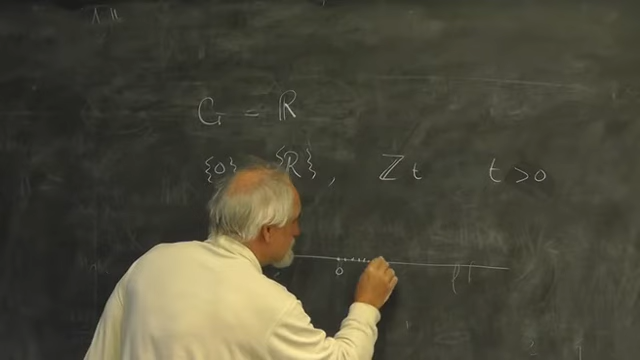 G = ℝ
{0} {ℝ}, ℤt t > 0
0